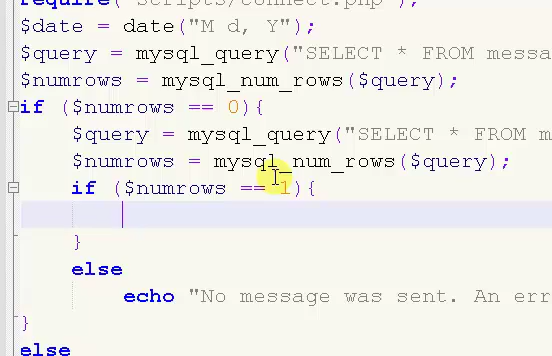 require("scripts/connect.php");
$date = date("M d, Y");
$query = mysql_query("SELECT * FROM messa
$numrows = mysql_num_rows($query);
if ($numrows == 0){
$query = mysql_query("SELECT * FROM m
$numrows = mysql_num_rows($query);
if ($numrows == 1){
}
else
echo "No message was sent. An err
}
else